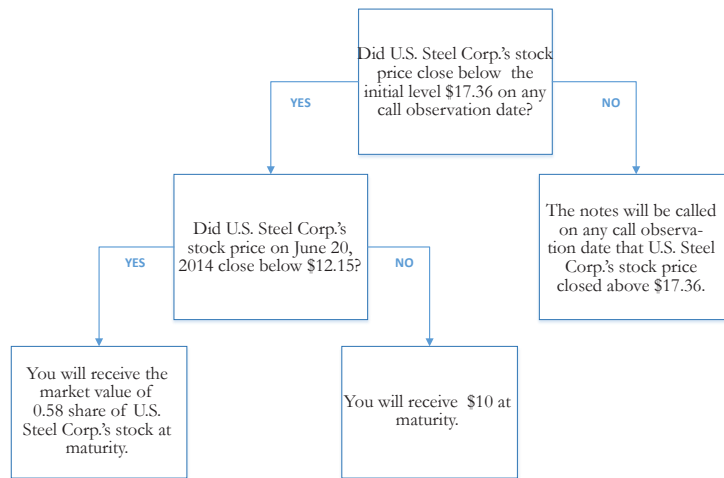 Did U.S. Steel Corp.'s stock
price close below the
initial level $17.36 on any
call observation date?
YES
NO
Did U.S. Steel Corp.'s
stock price on June 20,
2014 close below $12.15?
The notes will be called
on any call observa-
tion date that U.S. Steel
Corp.'s stock price
closed above $17.36.
YES
NO
You will receive the
market value of
0.58 share of U.S.
Steel Corp.'s stock at
maturity.
You will receive $10 at
maturity.